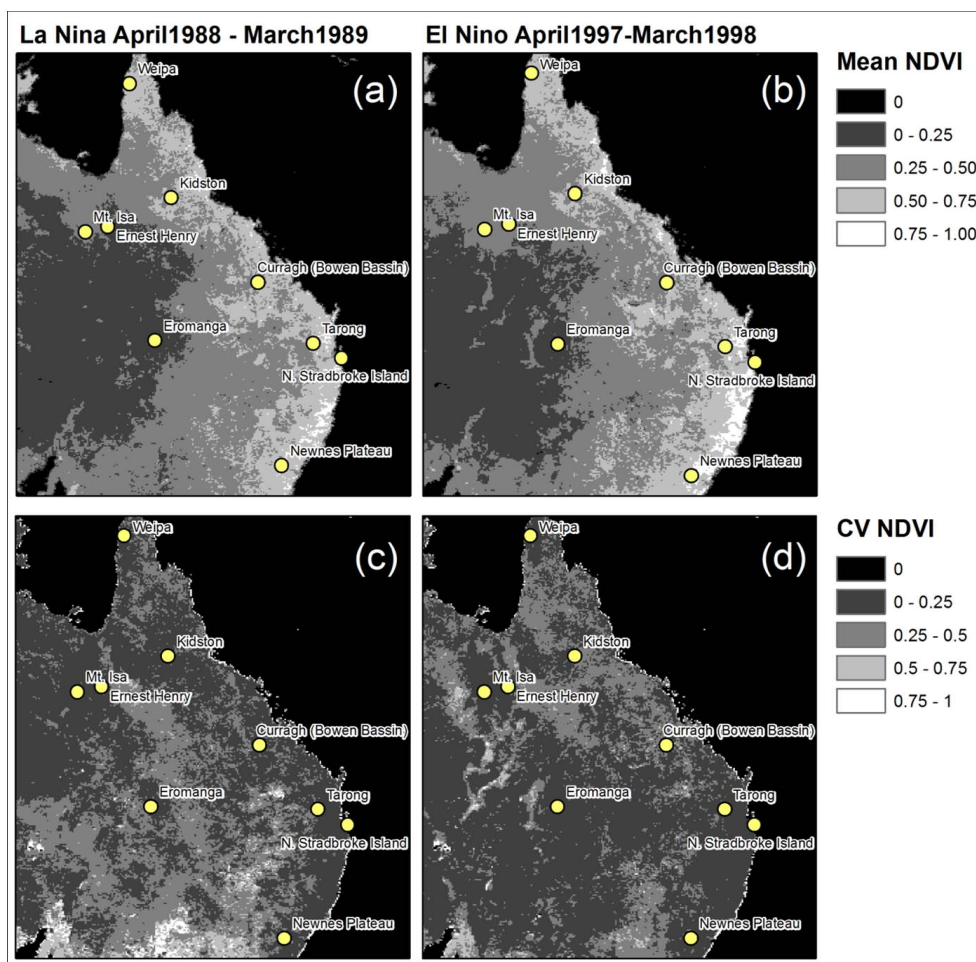 La Nina April1988 - March1989
El Nino April1997-March1998
(a)
Weipa
Kidston
Mt. Isa
Ernest Henry
Curragh (Bowen Bassin)
Eromanga
Tarong
N. Stradbroke Island
Newnes Plateau
(b)
Weipa
Kidston
Mt. Isa
Ernest Henry
Curragh (Bowen Bassin)
Eromanga
Tarong
N. Stradbroke Island
Newnes Plateau
Mean NDVI
0
0 - 0.25
0.25 - 0.50
0.50 - 0.75
0.75 - 1.00
(c)
Weipa
Kidston
Mt. Isa
Ernest Henry
Curragh (Bowen Bassin)
Eromanga
Tarong
N. Stradbroke Island
Newnes Plateau
(d)
Weipa
Kidston
Mt. Isa
Ernest Henry
Curragh (Bowen Bassin)
Eromanga
Tarong
N. Stradbroke Island
Newnes Plateau
CV NDVI
0
0 - 0.25
0.25 - 0.5
0.5 - 0.75
0.75 - 1